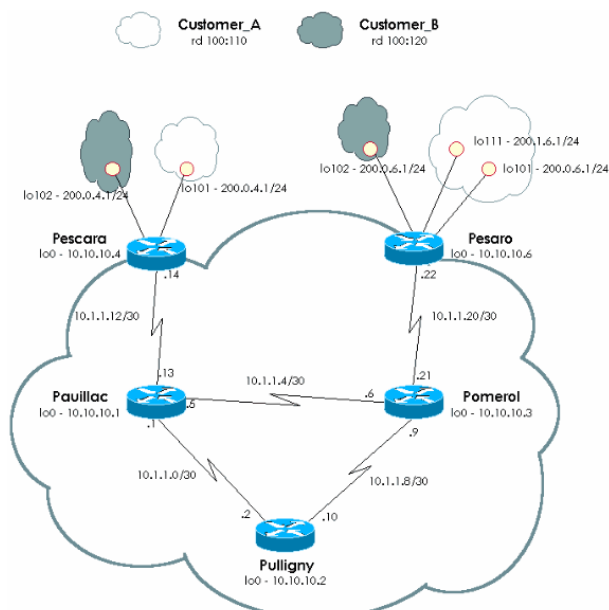 Customer_A
rd 100:110
Customer_B
rd 100:120
lo111 - 200.1.6.1/24
lo102 - 200.0.6.1/24
lo101 - 200.0.6.1/24
lo102 - 200.0.4.1/24
lo101 - 200.0.4.1/24
Pescara
lo0 - 10.10.10.4
.14
Pesaro
lo0 - 10.10.10.6
.22
10.1.1.12/30
10.1.1.20/30
.13
10.1.1.4/30
.21
Pauillac
lo0 - 10.10.10.1
.5
.6
Pomerol
lo0 - 10.10.10.3
.1
.9
10.1.1.0/30
10.1.1.8/30
.2
.10
Pulligny
lo0 - 10.10.10.2